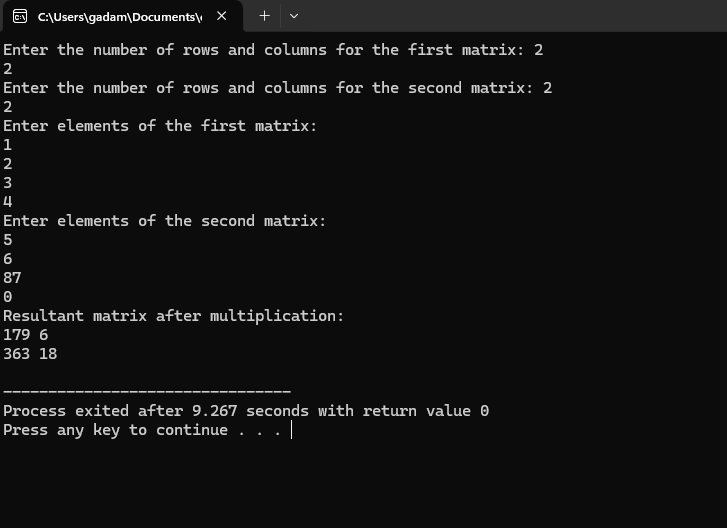 C:\Users\gadam\Documents\
Enter the number of rows and columns for the first matrix: 2
2
Enter the number of rows and columns for the second matrix: 2
2
Enter elements of the first matrix:
1
2
3
4
Enter elements of the second matrix:
5
6
87
0
Resultant matrix after multiplication:
179 6
363 18
--------------------------------
Process exited after 9.267 seconds with return value 0
Press any key to continue . . .